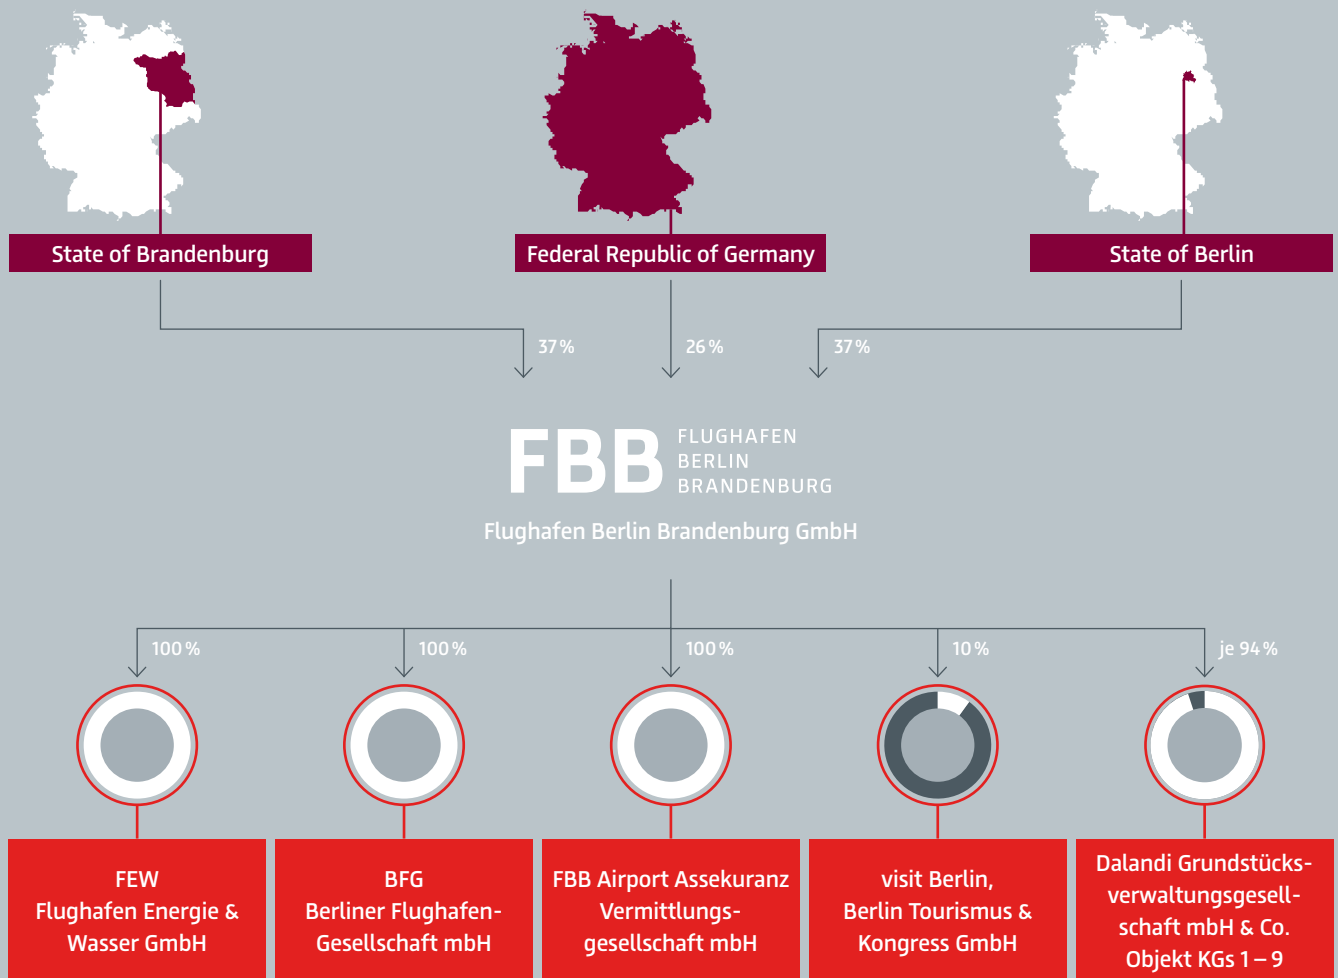 State of Brandenburg
Federal Republic of Germany
State of Berlin
37 %
26 %
37 %
FBB
FLUGHAFEN
BERLIN
BRANDENBURG
Flughafen Berlin Brandenburg GmbH
100 %
100 %
100 %
10 %
je 94 %
FEW
Flughafen Energie &
Wasser GmbH
BFG
Berliner Flughafen-
Gesellschaft mbH
FBB Airport Assekuranz
Vermittlungs-
gesellschaft mbH
visit Berlin,
Berlin Tourismus &
Kongress GmbH
Dalandi Grundstücks-
verwaltungsgesell-
schaft mbH & Co.
Objekt KGs 1 – 9